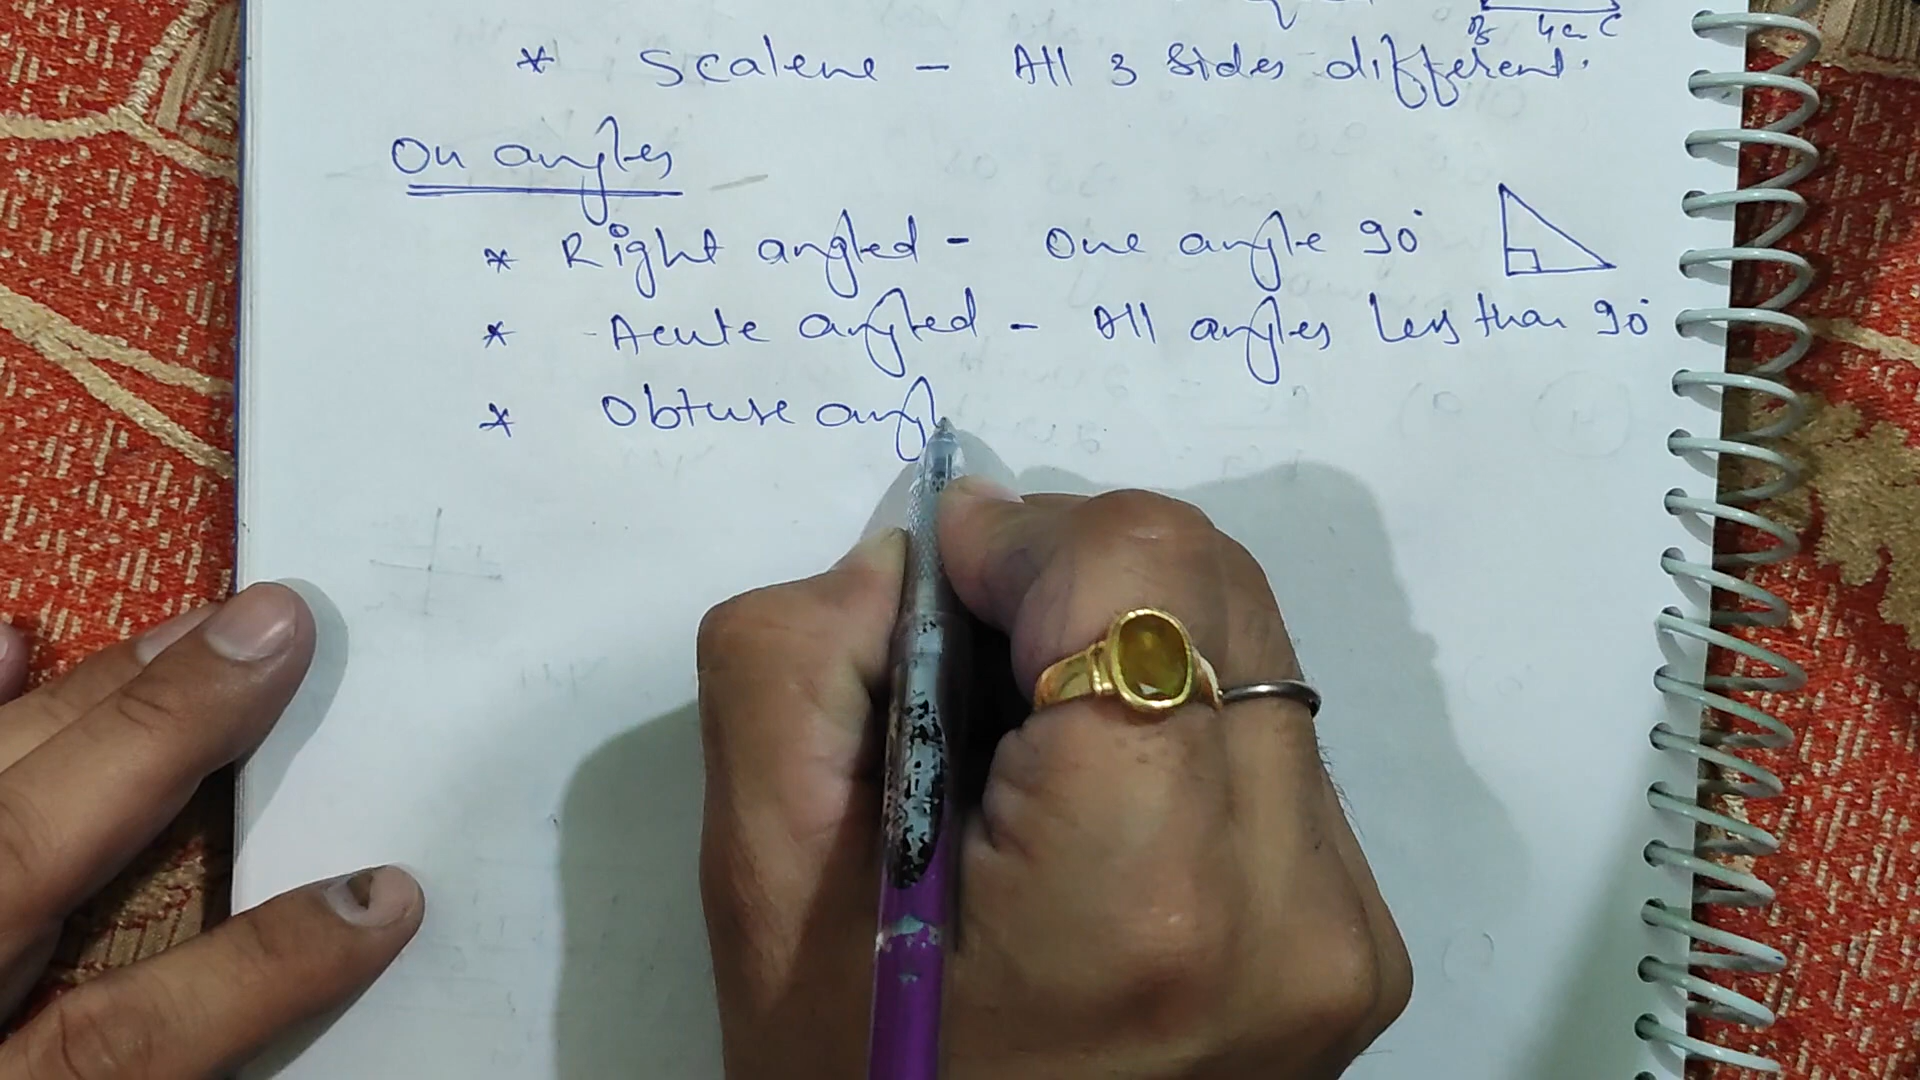 B 4cm C
* Scalene - All 3 sides different.
On angles
* Right angled - One angle 90°
* Acute angled - All angles less than 90°
* Obtuse angl